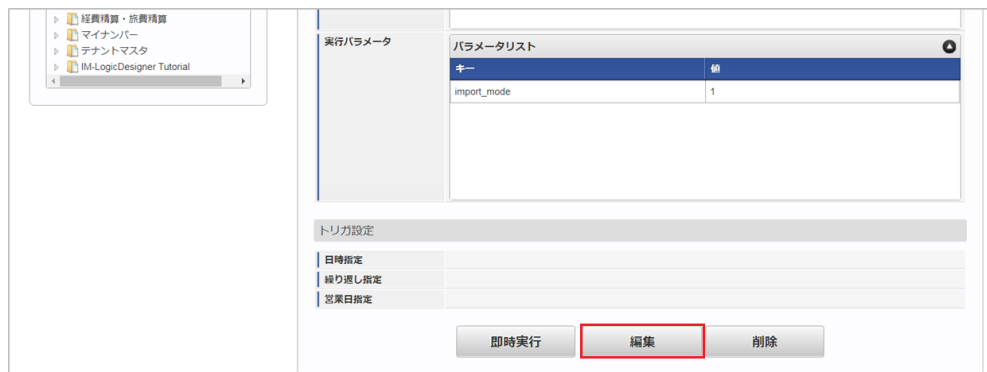 経費精算・旅費精算
マイナンバー
テナントマスタ
IM-LogicDesigner Tutorial
実行パラメータ
パラメータリスト
キー 値
import_mode 1
トリガ設定
日時指定
繰り返し指定
営業日指定
即時実行 編集 削除